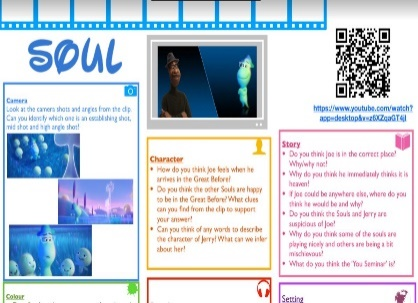 SOUL
https://www.youtube.com/watch?
app=desktop&v=z6XZqaGT4jI
Camera
Look at the camera shots and angles from the clip.
Can you identify which one is an establishing shot,
mid shot and high angle shot?
Character
How do you think Joe feels when he
arrives in the Great Before?
Do you think the other Souls are happy
to be in the Great Before? What clues
can you find from the clip to support
your answer?
Can you think of any words to describe
the character of Jerry? What can we infer
about her?
Story
Do you think Joe is in the correct place?
Why/why not?
Why do you think he immediately thinks it is
heaven?
If Joe could be anywhere else, where do you
think he would be and why?
Do you think the Souls and Jerry are
suspicious of Joe?
Why do you think some of the souls are
playing nicely and others are being a bit
mischievous?
What do you think the 'You Seminar' is?
Colour
Setting